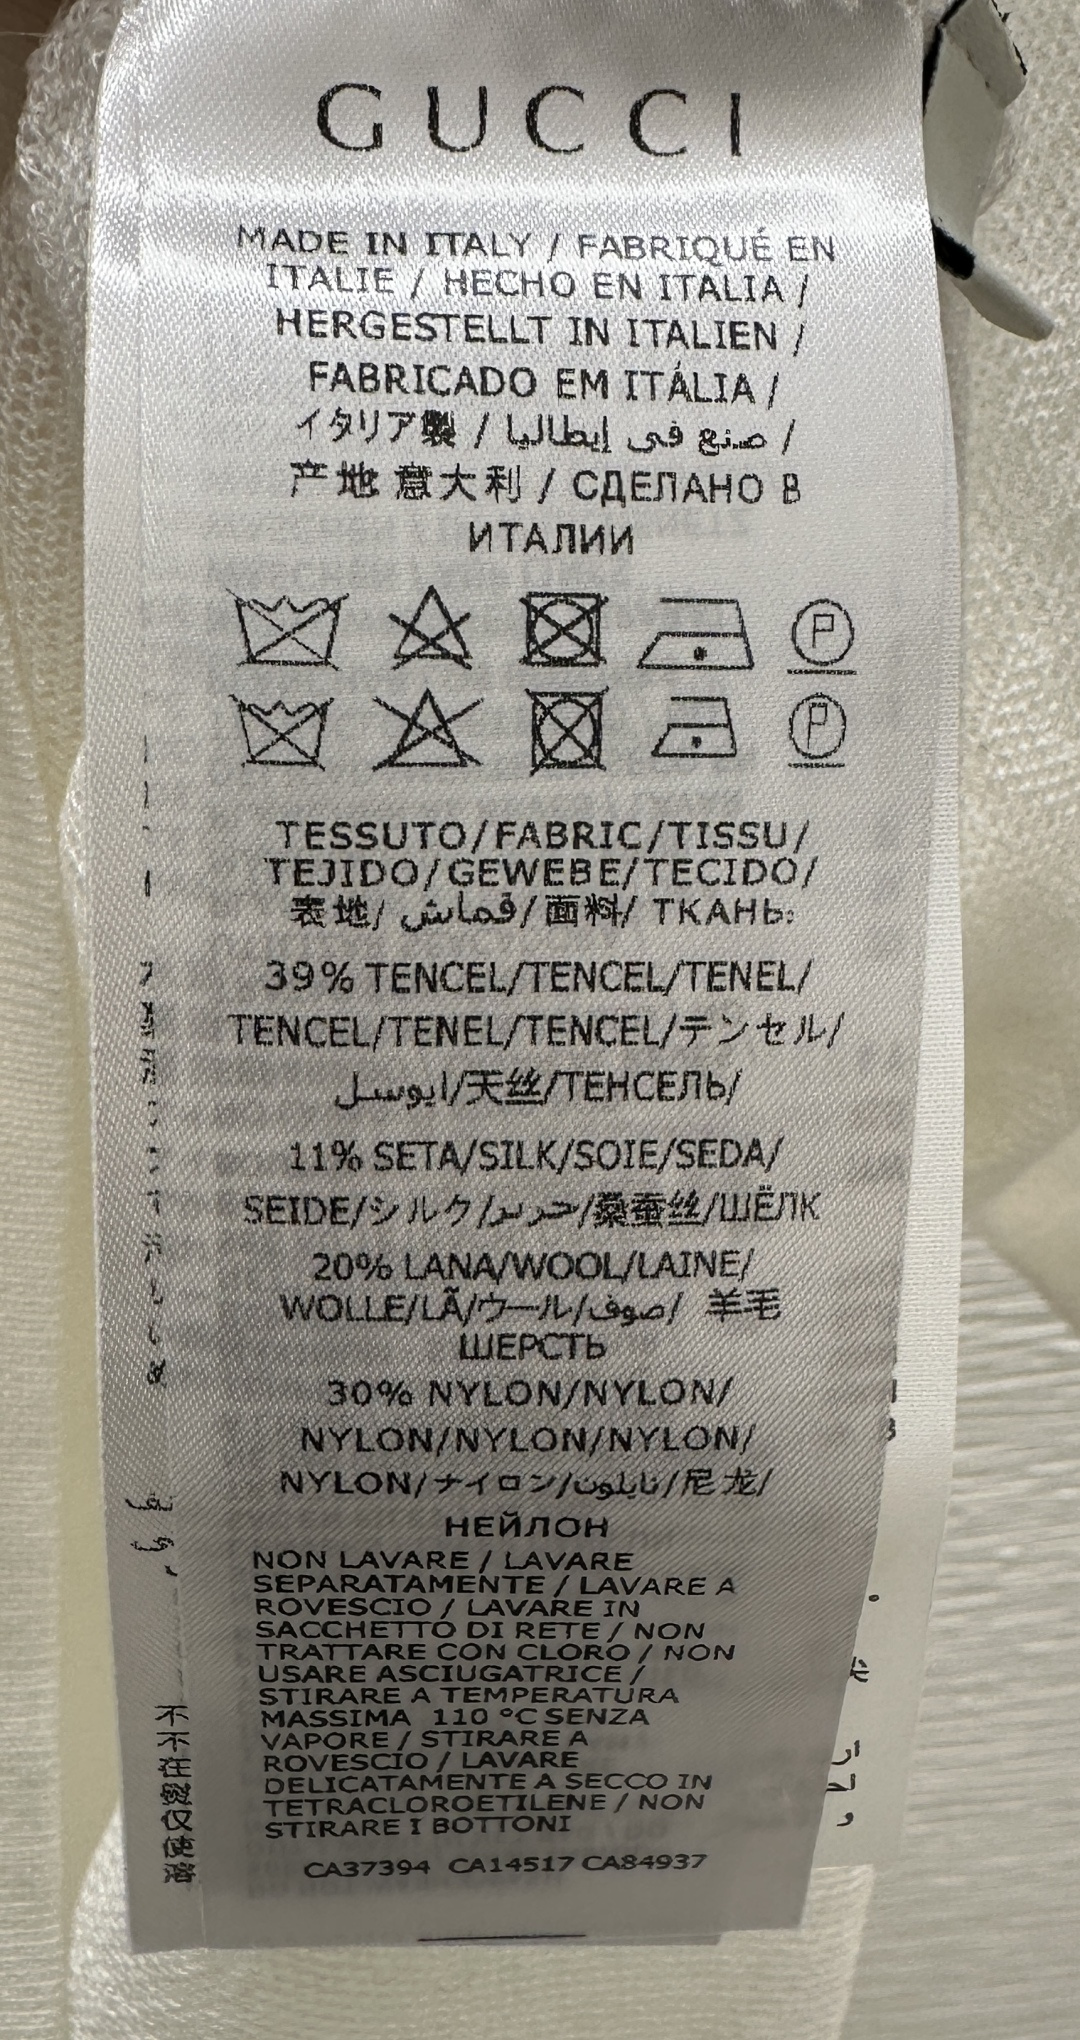 GUCCI
MADE IN ITALY / FABRIQUÉ EN
ITALIE / HECHO EN ITALIA /
HERGESTELLT IN ITALIEN /
FABRICADO EM ITÁLIA /
イタリア製 / صنع في إيطاليا /
产地 意大利 / СДЕЛАНО В
ИТАЛИИ
P
P
TESSUTO/FABRIC/TISSU/
TEJIDO/GEWEBE/TECIDO/
表地/ قماش/面料/ ТКАНЬ:
39% TENCEL/TENCEL/TENEL/
TENCEL/TENEL/TENCEL/テンセル/
ايوسل/天丝/ТЕНСЕЛЬ/
11% SETA/SILK/SOIE/SEDA/
SEIDE/シルク/حرير/桑蚕丝/ШЁЛК
20% LANA/WOOL/LAINE/
WOLLE/LÃ/ウール/صوف/ 羊毛
ШЕРСТЬ
30% NYLON/NYLON/
NYLON/NYLON/NYLON/
NYLON/ナイロン/نايلون/尼龙/
НЕЙЛОН
NON LAVARE / LAVARE
SEPARATAMENTE / LAVARE A
ROVESCIO / LAVARE IN
SACCHETTO DI RETE / NON
TRATTARE CON CLORO / NON
USARE ASCIUGATRICE /
STIRARE A TEMPERATURA
MASSIMA 110 °C SENZA
VAPORE / STIRARE A
ROVESCIO / LAVARE
DELICATAMENTE A SECCO IN
TETRACLOROETILENE / NON
STIRARE I BOTTONI
CA37394 CA14517 CA84937